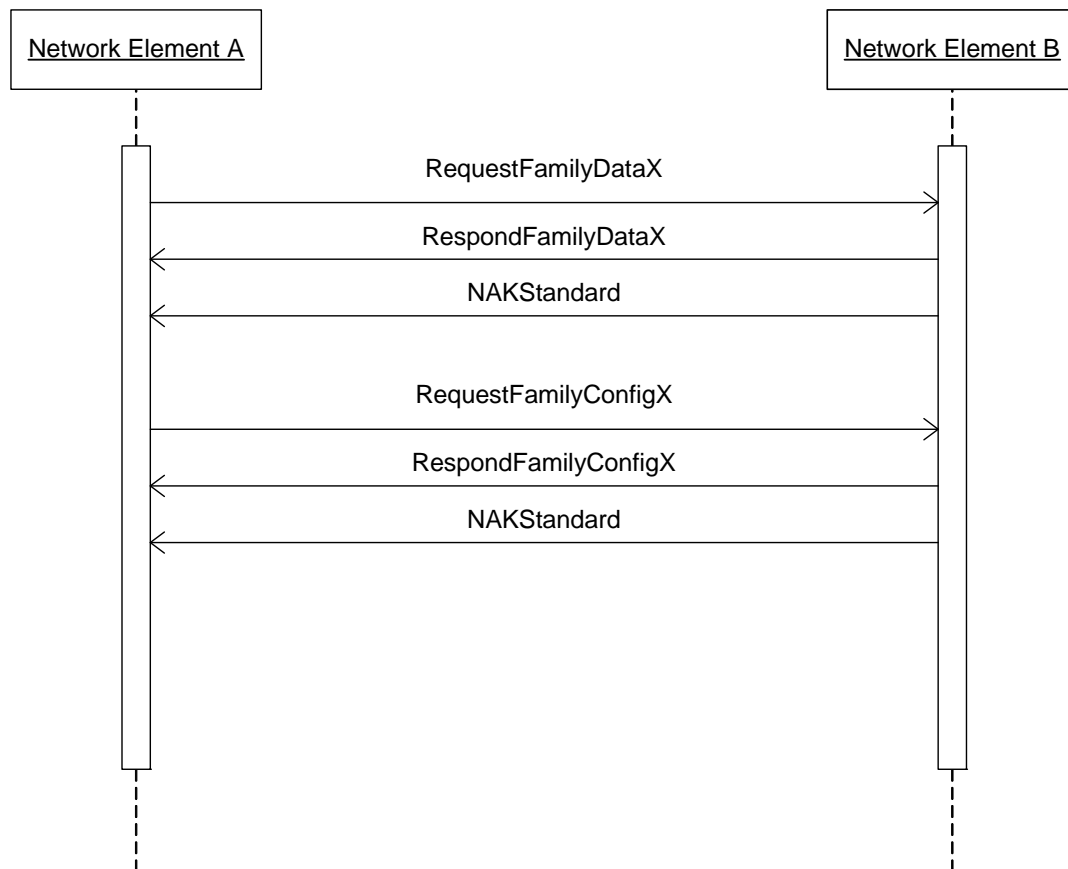 Network Element A
Network Element B
RequestFamilyDataX
RespondFamilyDataX
NAKStandard
RequestFamilyConfigX
RespondFamilyConfigX
NAKStandard